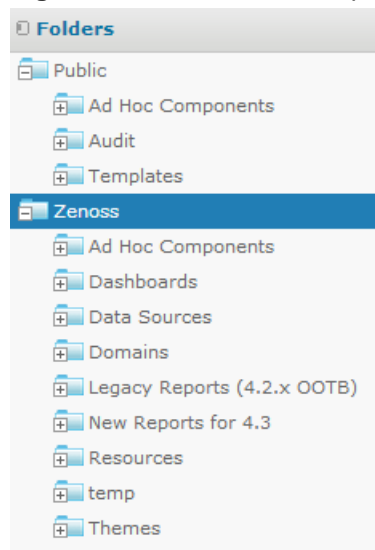 Folders
Public
Ad Hoc Components
Audit
Templates
Zenoss
Ad Hoc Components
Dashboards
Data Sources
Domains
Legacy Reports (4.2.x OOTB)
New Reports for 4.3
Resources
temp
Themes